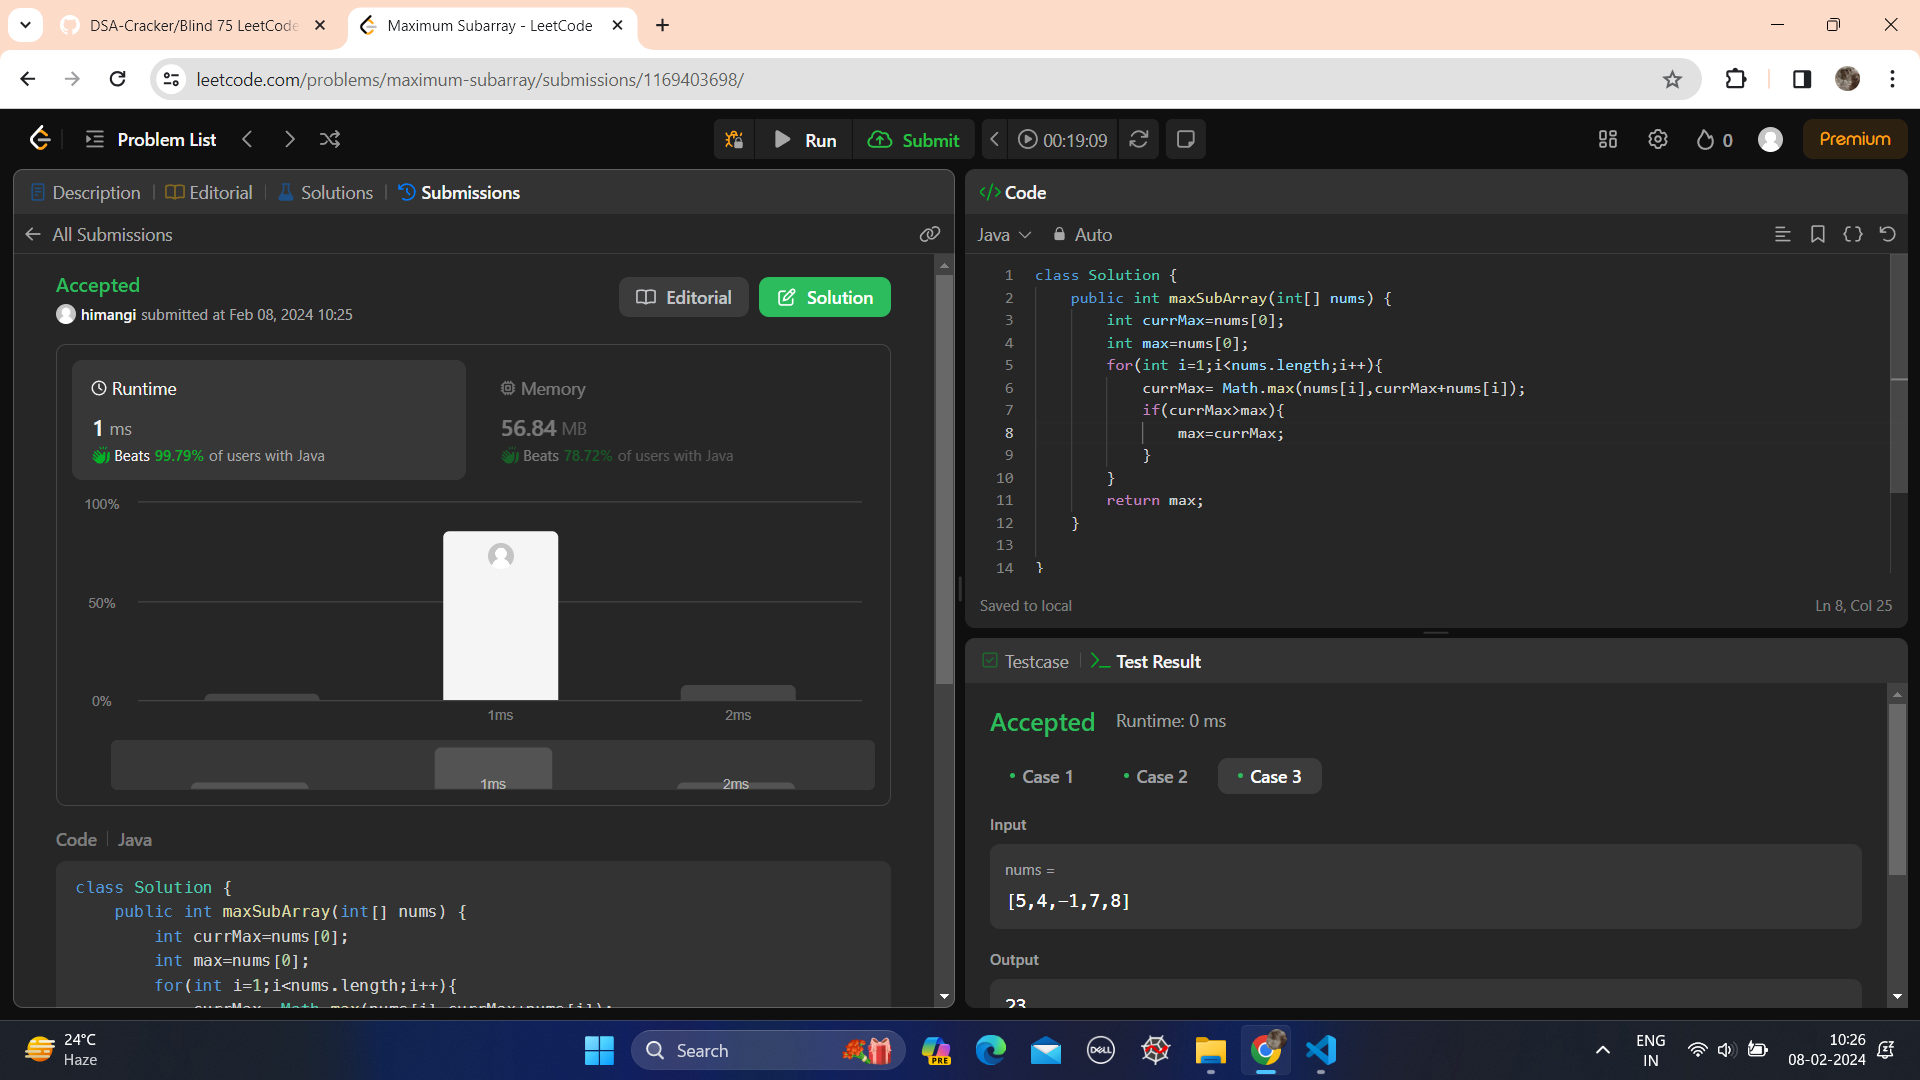 DSA-Cracker/Blind 75 LeetCode
Maximum Subarray - LeetCode
leetcode.com/problems/maximum-subarray/submissions/1169403698/
Problem List
Run
Submit
00:19:09
0
Premium
Description
Editorial
Solutions
Submissions
All Submissions
Accepted
himangi submitted at Feb 08, 2024 10:25
Editorial
Solution
Runtime
1 ms
Beats 99.79% of users with Java
Memory
56.84 MB
Beats 78.72% of users with Java
100%
50%
0%
1ms
2ms
1ms
2ms
Code
Java
class Solution {
public int maxSubArray(int[] nums) {
int currMax=nums[0];
int max=nums[0];
for(int i=1;i<nums.length;i++){
currMax= Math.max(nums[i],currMax+nums[i]);
</> Code
Java
Auto
1 class Solution {
2 public int maxSubArray(int[] nums) {
3 int currMax=nums[0];
4 int max=nums[0];
5 for(int i=1;i<nums.length;i++){
6 currMax= Math.max(nums[i],currMax+nums[i]);
7 if(currMax>max){
8 max=currMax;
9 }
10 }
11 return max;
12 }
13
14 }
Saved to local
Ln 8, Col 25
Testcase
Test Result
Accepted
Runtime: 0 ms
• Case 1
• Case 2
• Case 3
Input
nums =
[5,4,-1,7,8]
Output
23
24°C
Haze
Search
PRE
DELL
ENG
IN
10:26
08-02-2024